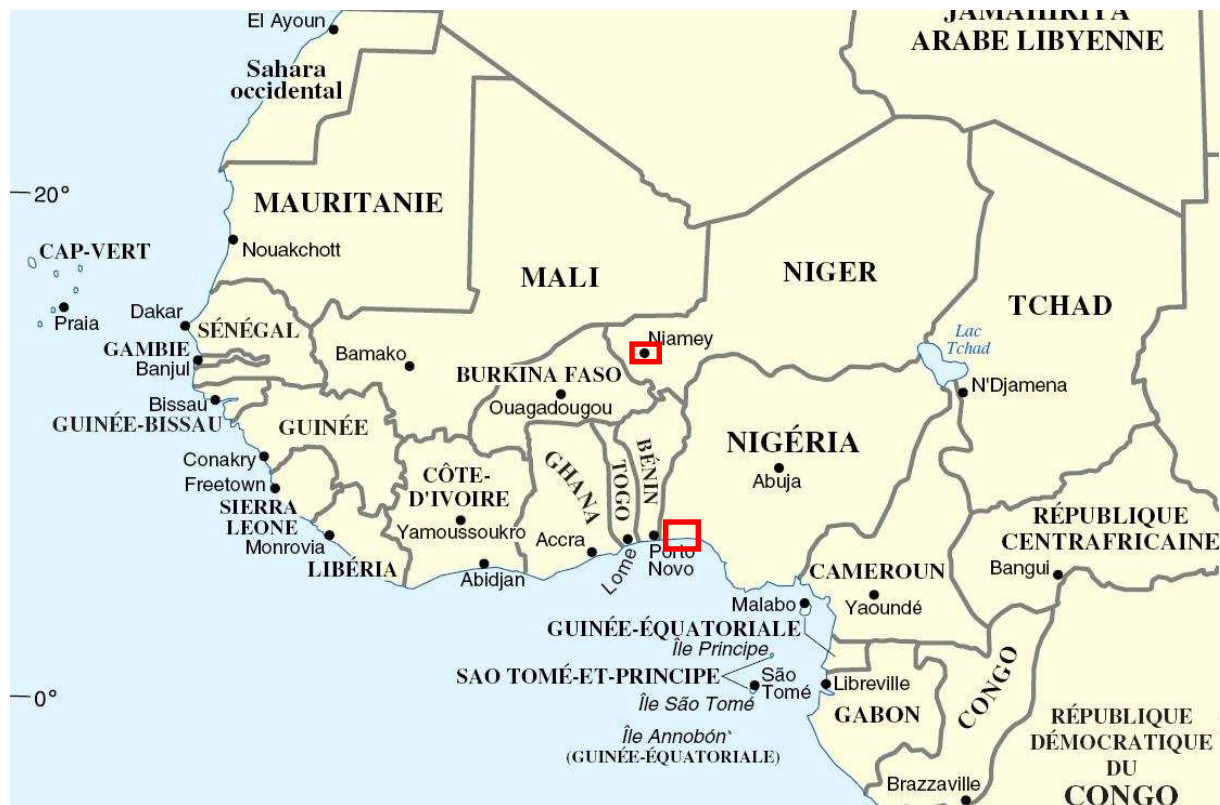 El Ayoun
JAMAHIRIYA
ARABE LIBYENNE
Sahara
occidental
20°
MAURITANIE
CAP-VERT
Nouakchott
NIGER
MALI
TCHAD
Praia
Dakar
SÉNÉGAL
Niamey
Lac
Tchad
GAMBIE
Banjul
Bamako
BURKINA FASO
N'Djamena
Bissau
Ouagadougou
GUINÉE-BISSAU
GUINÉE
NIGÉRIA
BÉNIN
TOGO
GHANA
Conakry
CÔTE-
D'IVOIRE
Abuja
Freetown
SIERRA
LEONE
Yamoussoukro
RÉPUBLIQUE
CENTRAFRICAINE
Monrovia
Accra
Porto
Novo
Lome
LIBÉRIA
Abidjan
CAMEROUN
Bangui
Malabo
Yaoundé
GUINÉE-ÉQUATORIALE
Île Principe
SAO TOMÉ-ET-PRINCIPE
São
Tomé
Libreville
CONGO
0°
Île São Tomé
GABON
RÉPUBLIQUE
DÉMOCRATIQUE
DU
CONGO
Île Annobón
(GUINÉE-ÉQUATORIALE)
Brazzaville